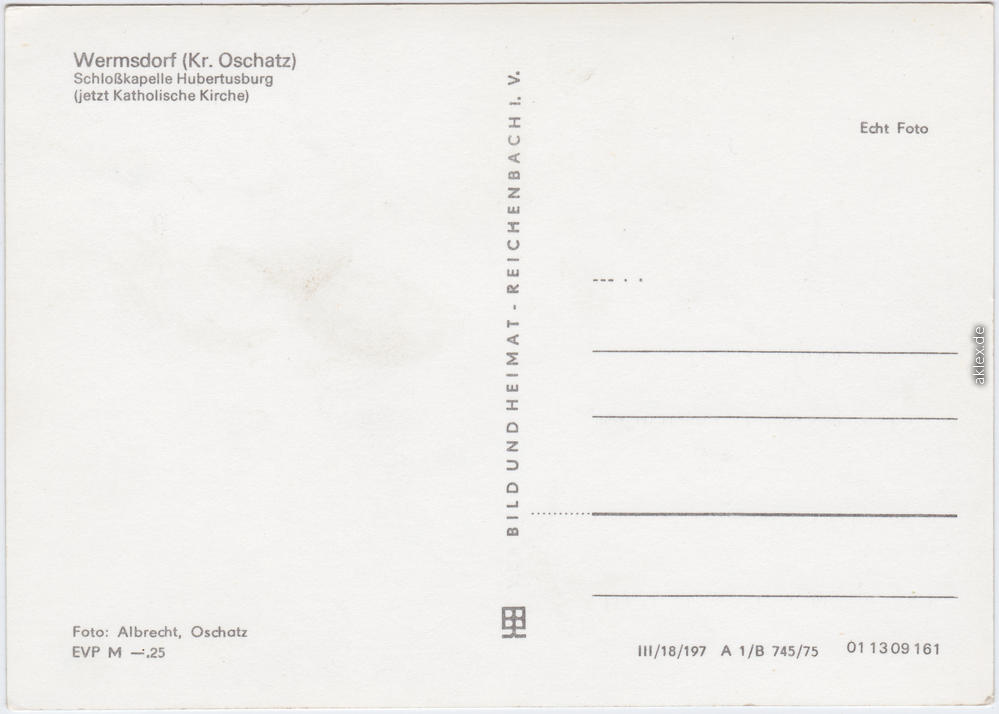 Wermsdorf (Kr. Oschatz)
Schloßkapelle Hubertusburg
(jetzt Katholische Kirche)
BILD UND HEIMAT - REICHENBACH I. V.
Echt Foto
Foto: Albrecht, Oschatz
EVP M —.25
III/18/197 A 1/B 745/75 01 13 09 161
aklex.de